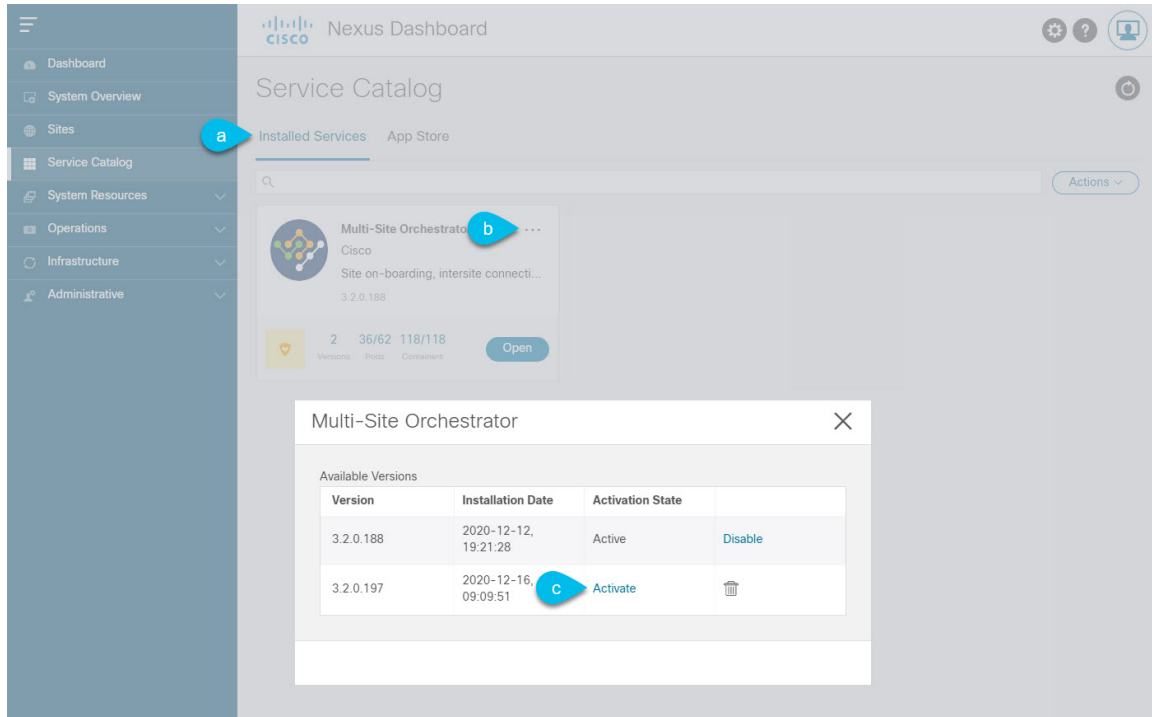 CISCO Nexus Dashboard
Dashboard
System Overview
Sites
Service Catalog
System Resources
Operations
Infrastructure
Administrative
Service Catalog
a
Installed Services App Store
Actions
Multi-Site Orchestrato b ...
Cisco
Site on-boarding, intersite connecti...
3.2.0.188
2 36/62 118/118
Versions Pods Containers
Open
Multi-Site Orchestrator
Available Versions
Version Installation Date Activation State
3.2.0.188 2020-12-12, 19:21:28 Active Disable
3.2.0.197 2020-12-16, 09:09:51 c Activate